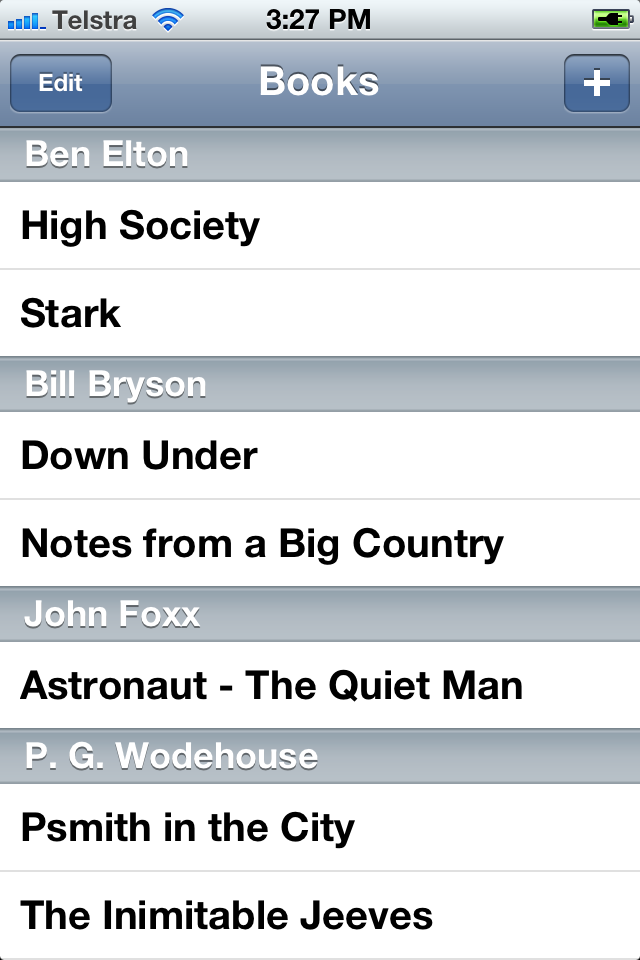 Telstra 3:27 PM
Edit Books +
Ben Elton
High Society
Stark
Bill Bryson
Down Under
Notes from a Big Country
John Foxx
Astronaut - The Quiet Man
P. G. Wodehouse
Psmith in the City
The Inimitable Jeeves